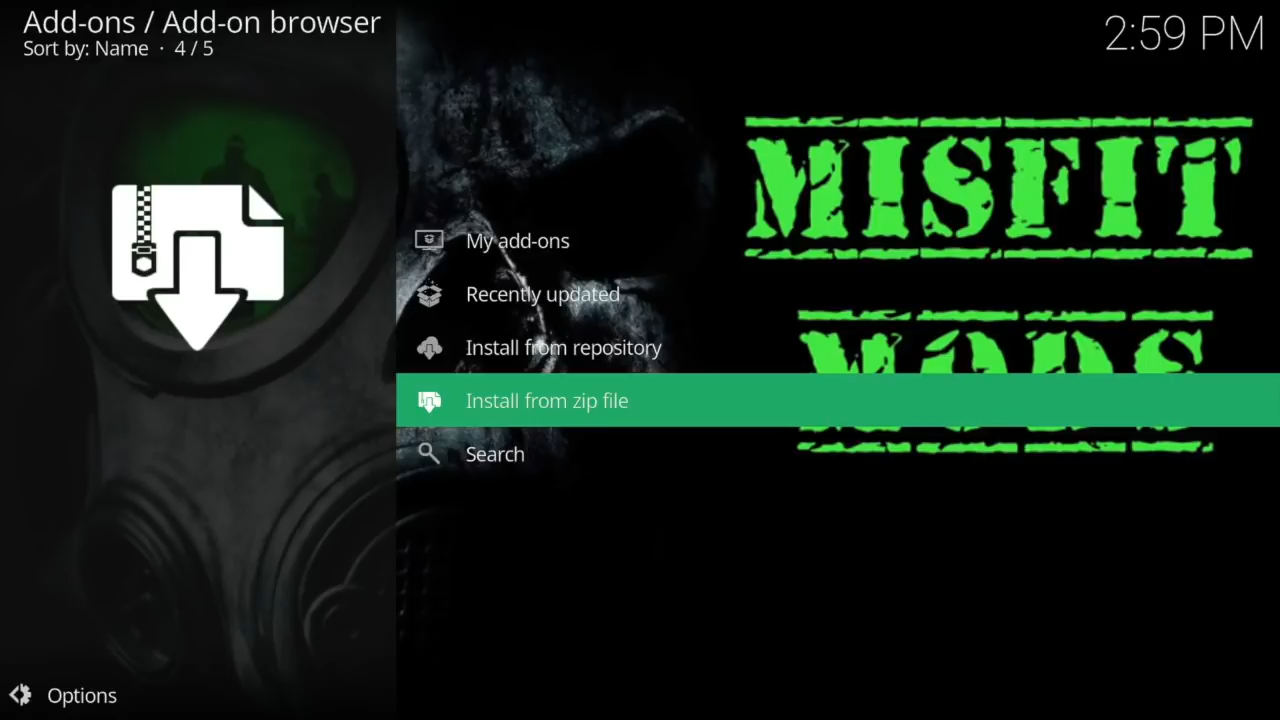 Add-ons / Add-on browser
Sort by: Name · 4 / 5
2:59 PM
MISFIT
MODS
My add-ons
Recently updated
Install from repository
Install from zip file
Search
Options